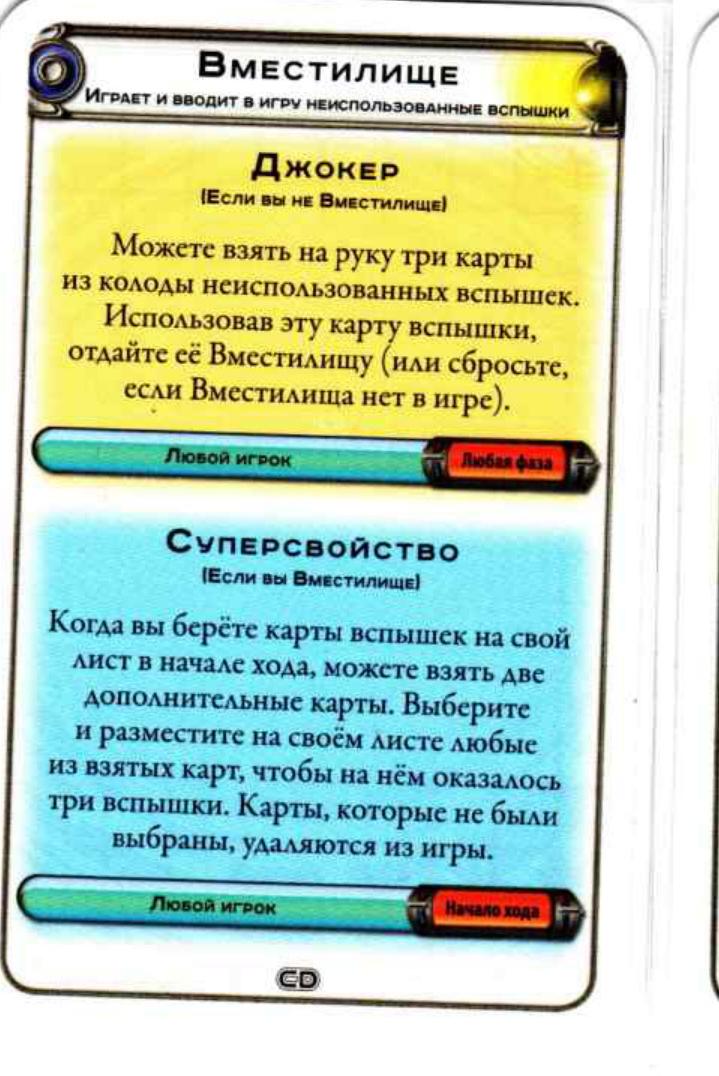 Вместилище
Играет и вводит в игру неиспользованные вспышки
Джокер
(Если вы не Вместилище)
Можете взять на руку три карты
из колоды неиспользованных вспышек.
Использовав эту карту вспышки,
отдайте её Вместилищу (или сбросьте,
если Вместилища нет в игре).
Любой игрок
Любая фаза
Суперсвойство
(Если вы Вместилище)
Когда вы берёте карты вспышек на свой
лист в начале хода, можете взять две
дополнительные карты. Выберите
и разместите на своём листе любые
из взятых карт, чтобы на нём оказалось
три вспышки. Карты, которые не были
выбраны, удаляются из игры.
Любой игрок
Начало хода
CD